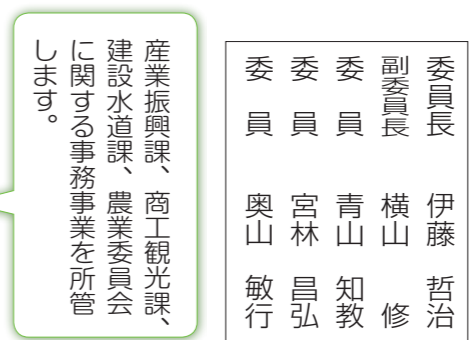 委員長　伊藤　哲治
副委員長　横山　修
委員　青山　知教
委員　宮林　昌弘
委員　奥山　敏行
産業振興課、商工観光課、
建設水道課、農業委員会
に関する事務事業を所管
します。